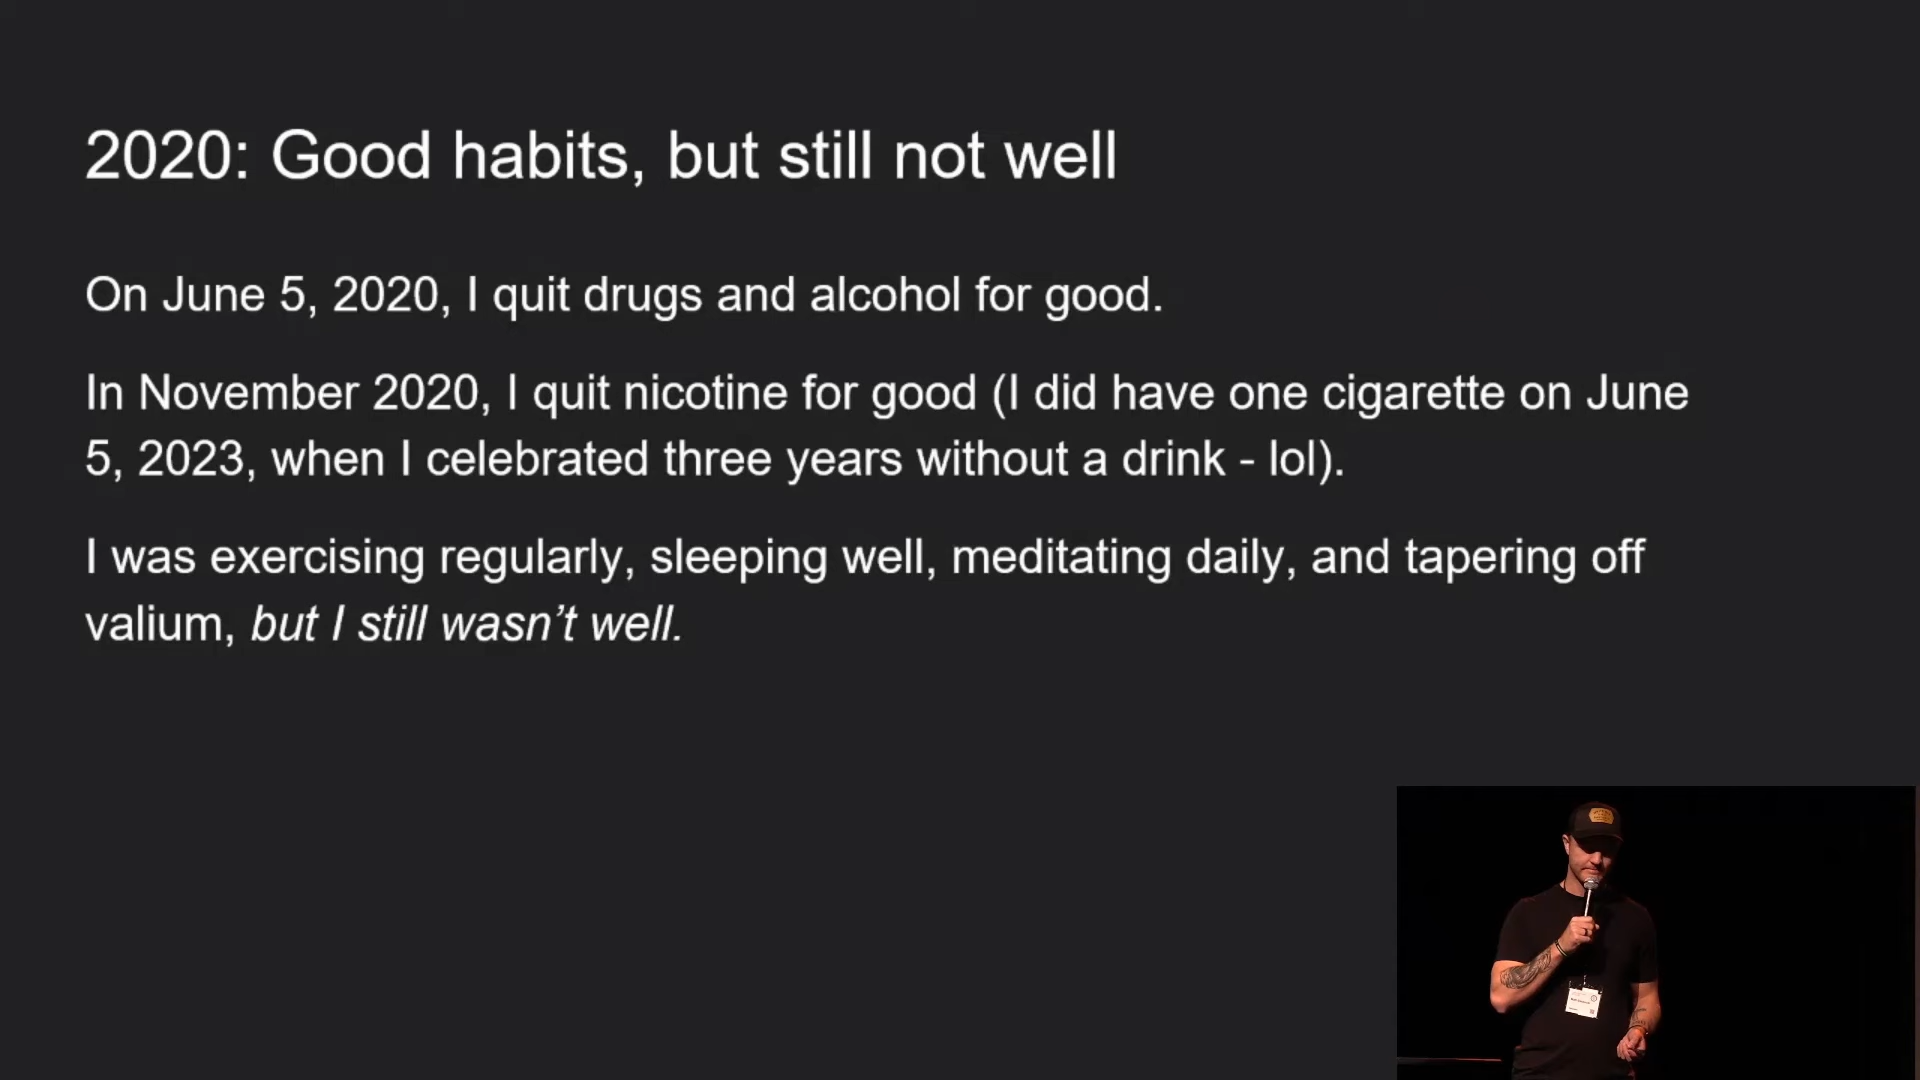 2020: Good habits, but still not well
On June 5, 2020, I quit drugs and alcohol for good.
In November 2020, I quit nicotine for good (I did have one cigarette on June
5, 2023, when I celebrated three years without a drink - lol).
I was exercising regularly, sleeping well, meditating daily, and tapering off
valium, but I still wasn’t well.